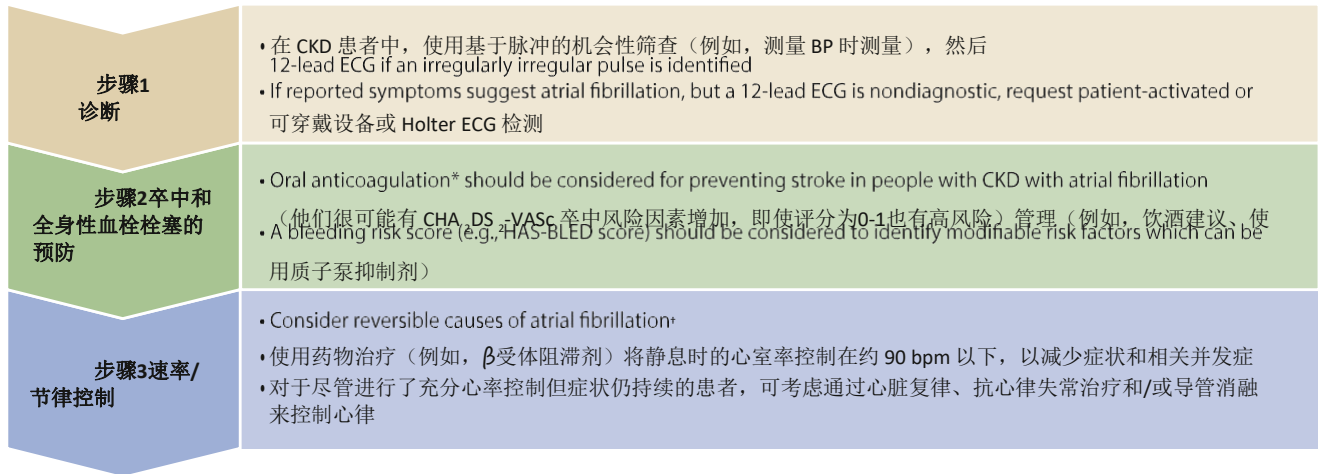 步骤1
诊断
• 在 CKD 患者中，使用基于脉冲的机会性筛查（例如，测量 BP 时测量），然后
12-lead ECG if an irregularly irregular pulse is identified
• If reported symptoms suggest atrial fibrillation, but a 12-lead ECG is nondiagnostic, request patient-activated or
可穿戴设备或 Holter ECG 检测
步骤2卒中和
全身性血栓栓塞的
预防
• Oral anticoagulation* should be considered for preventing stroke in people with CKD with atrial fibrillation
（他们很可能有 CHA₂DS₂-VASc 卒中风险因素增加，即使评分为0-1也有高风险）管理（例如，饮酒建议、使
• A bleeding risk score (e.g., HAS-BLED score) should be considered to identify modifiable risk factors which can be
用质子泵抑制剂）
步骤3速率/
节律控制
• Consider reversible causes of atrial fibrillation†
• 使用药物治疗（例如，β受体阻滞剂）将静息时的心室率控制在约 90 bpm 以下，以减少症状和相关并发症
• 对于尽管进行了充分心率控制但症状仍持续的患者，可考虑通过心脏复律、抗心律失常治疗和/或导管消融
来控制心律